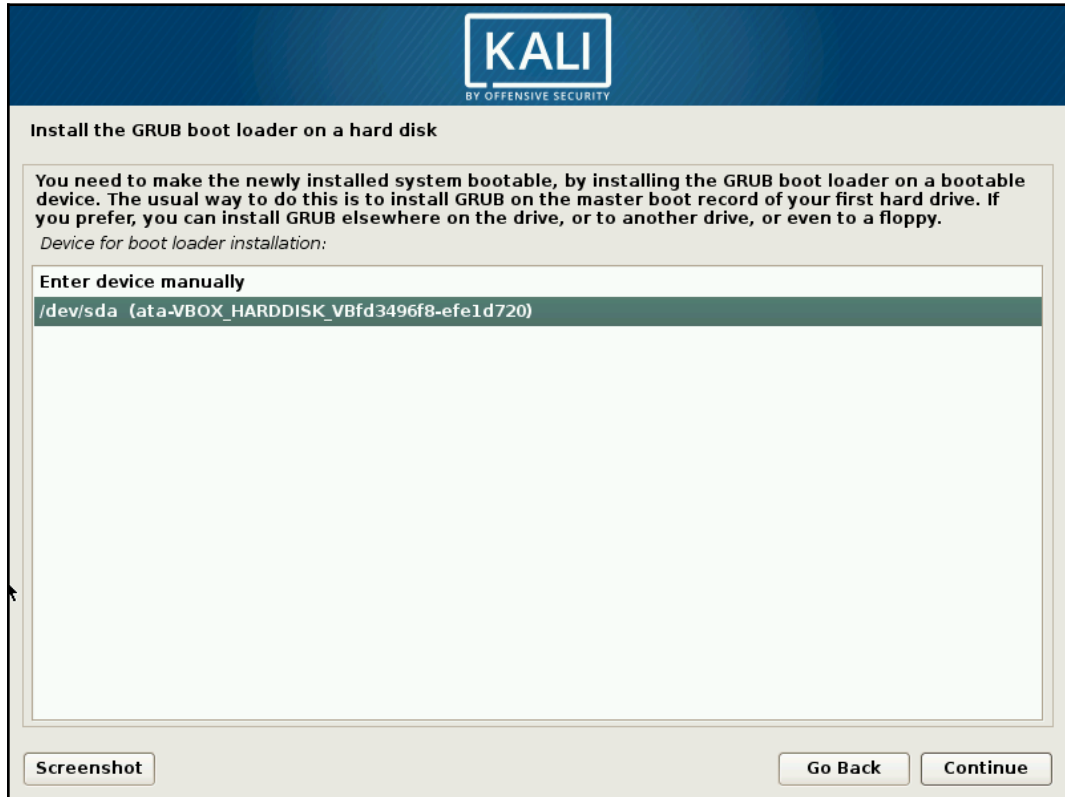 KALI
BY OFFENSIVE SECURITY
Install the GRUB boot loader on a hard disk
You need to make the newly installed system bootable, by installing the GRUB boot loader on a bootable
device. The usual way to do this is to install GRUB on the master boot record of your first hard drive. If
you prefer, you can install GRUB elsewhere on the drive, or to another drive, or even to a floppy.
Device for boot loader installation:
Enter device manually
/dev/sda (ata-VBOX_HARDDISK_VBfd3496f8-efe1d720)
Screenshot
Go Back
Continue